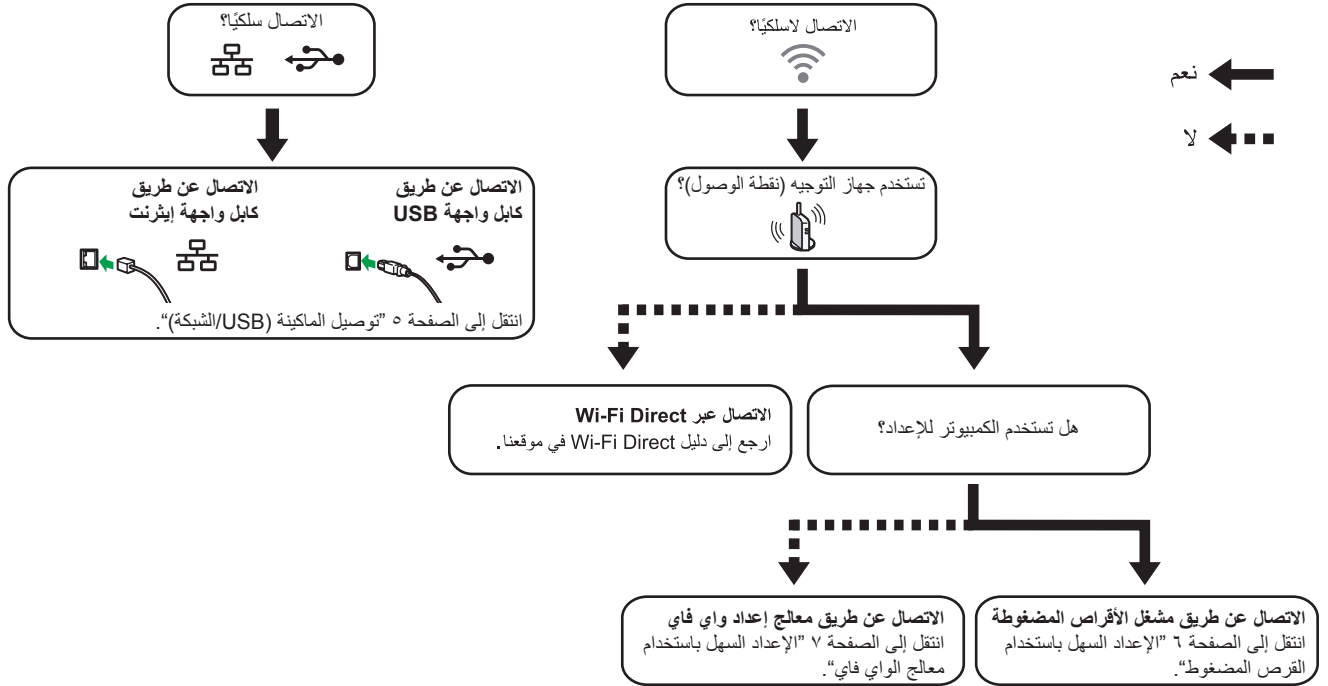 نعم
لا
الاتصال لاسلكيًا؟
الاتصال سلكيًا؟
تستخدم جهاز التوجيه (نقطة الوصول)؟
الاتصال عن طريق
كابل واجهة USB
الاتصال عن طريق
كابل واجهة إيثرنت
انتقل إلى الصفحة ٥ "توصيل الماكينة (USB/الشبكة)".
هل تستخدم الكمبيوتر للإعداد؟
الاتصال عبر Wi-Fi Direct
ارجع إلى دليل Wi-Fi Direct في موقعنا.
الاتصال عن طريق مشغل الأقراص المضغوطة
انتقل إلى الصفحة ٦ "الإعداد السهل باستخدام
القرص المضغوط".
الاتصال عن طريق معالج إعداد واي فاي
انتقل إلى الصفحة ٧ "الإعداد السهل باستخدام
معالج الواي فاي".